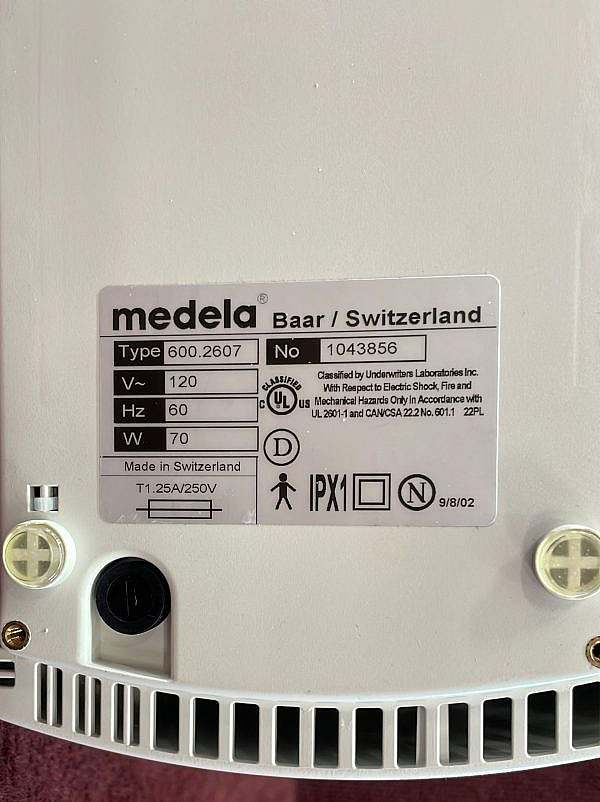 medela® Baar / Switzerland
Type 600.2607 No 1043856
V~ 120
Hz 60
W 70
Classified by Underwriters Laboratories Inc.
With Respect to Electric Shock, Fire and
Mechanical Hazards Only in Accordance with
UL 2601-1 and CAN/CSA 22.2 No. 601.1 22PL
CLASSIFIED
C UL US
D
Made in Switzerland
T1.25A/250V
IPX1 N 9/8/02